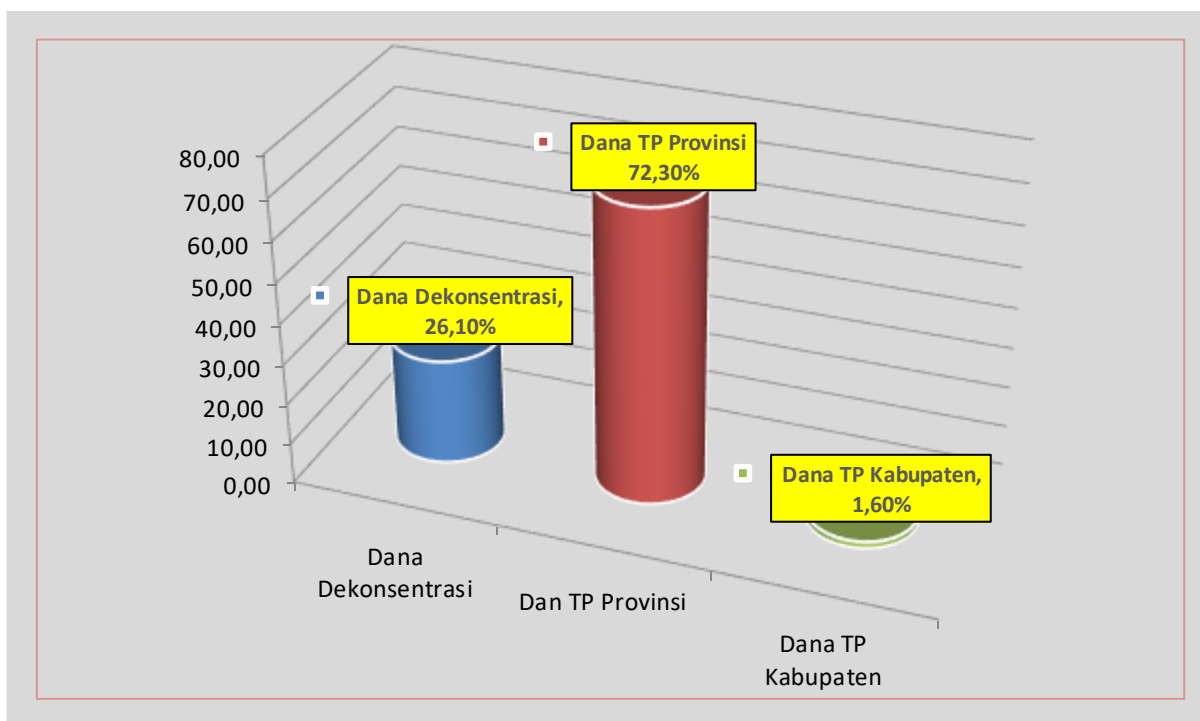 80,00
70,00
60,00
50,00
40,00
30,00
20,00
10,00
0,00
Dana TP Provinsi
72,30%
Dana Dekonsentrasi,
26,10%
Dana TP Kabupaten,
1,60%
Dana
Dekonsentrasi
Dan TP Provinsi
Dana TP
Kabupaten